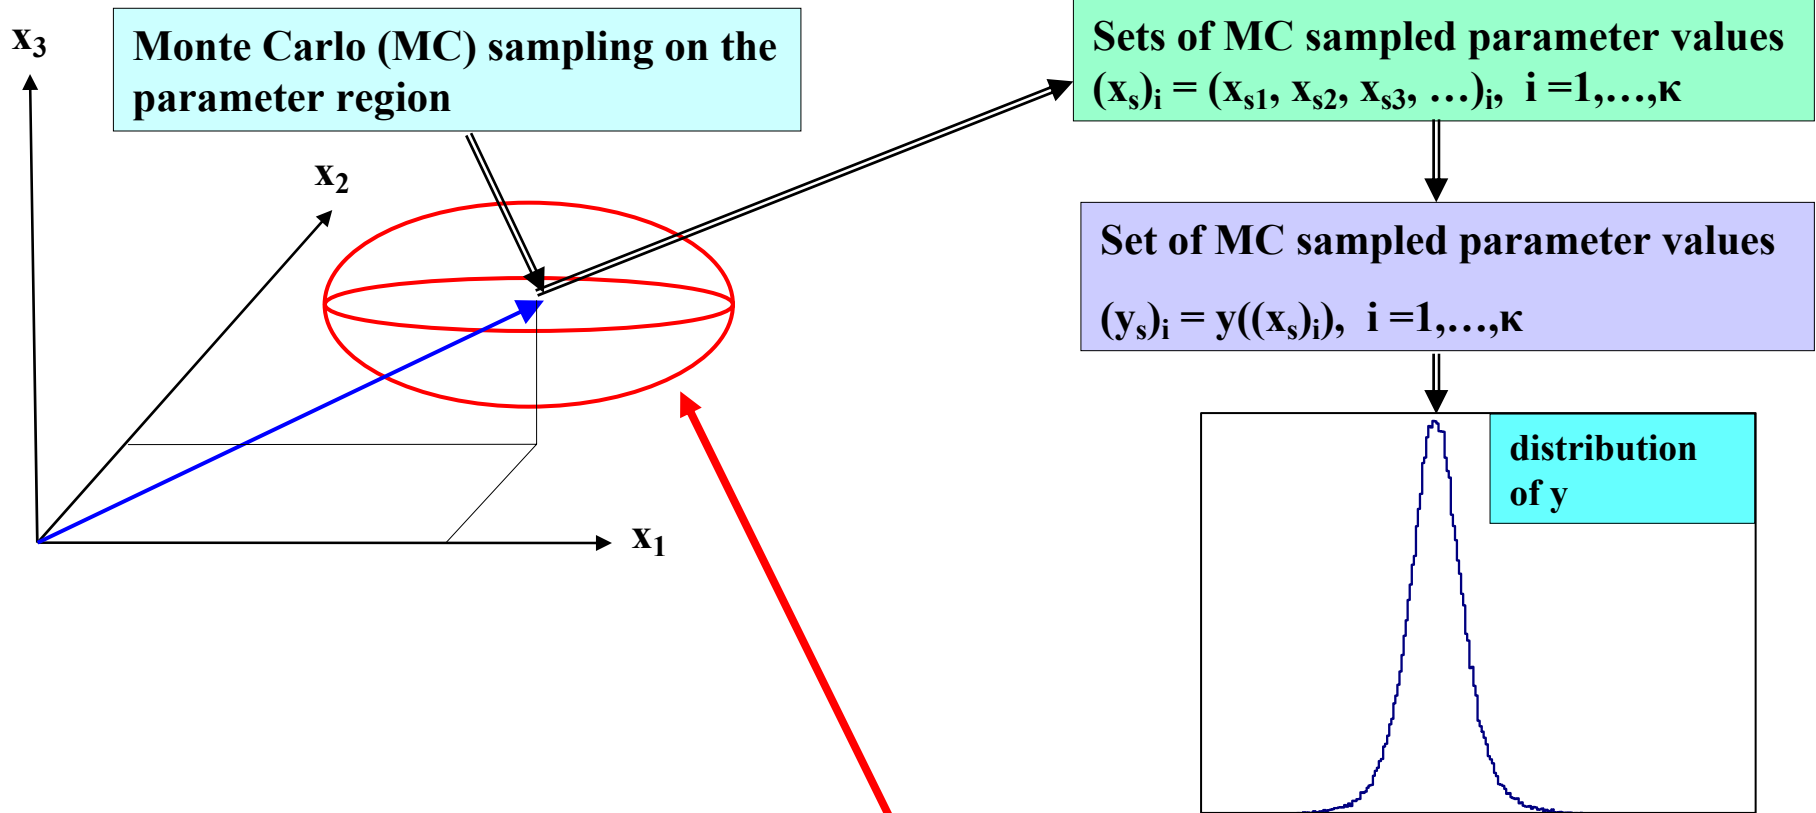 x₃
Monte Carlo (MC) sampling on the
parameter region
x₂
x₁
Sets of MC sampled parameter values
(xₛ)ᵢ = (xₛ₁, xₛ₂, xₛ₃, …)ᵢ, i =1,…,κ
Set of MC sampled parameter values
(yₛ)ᵢ = y((xₛ)ᵢ), i =1,…,κ
distribution
of y